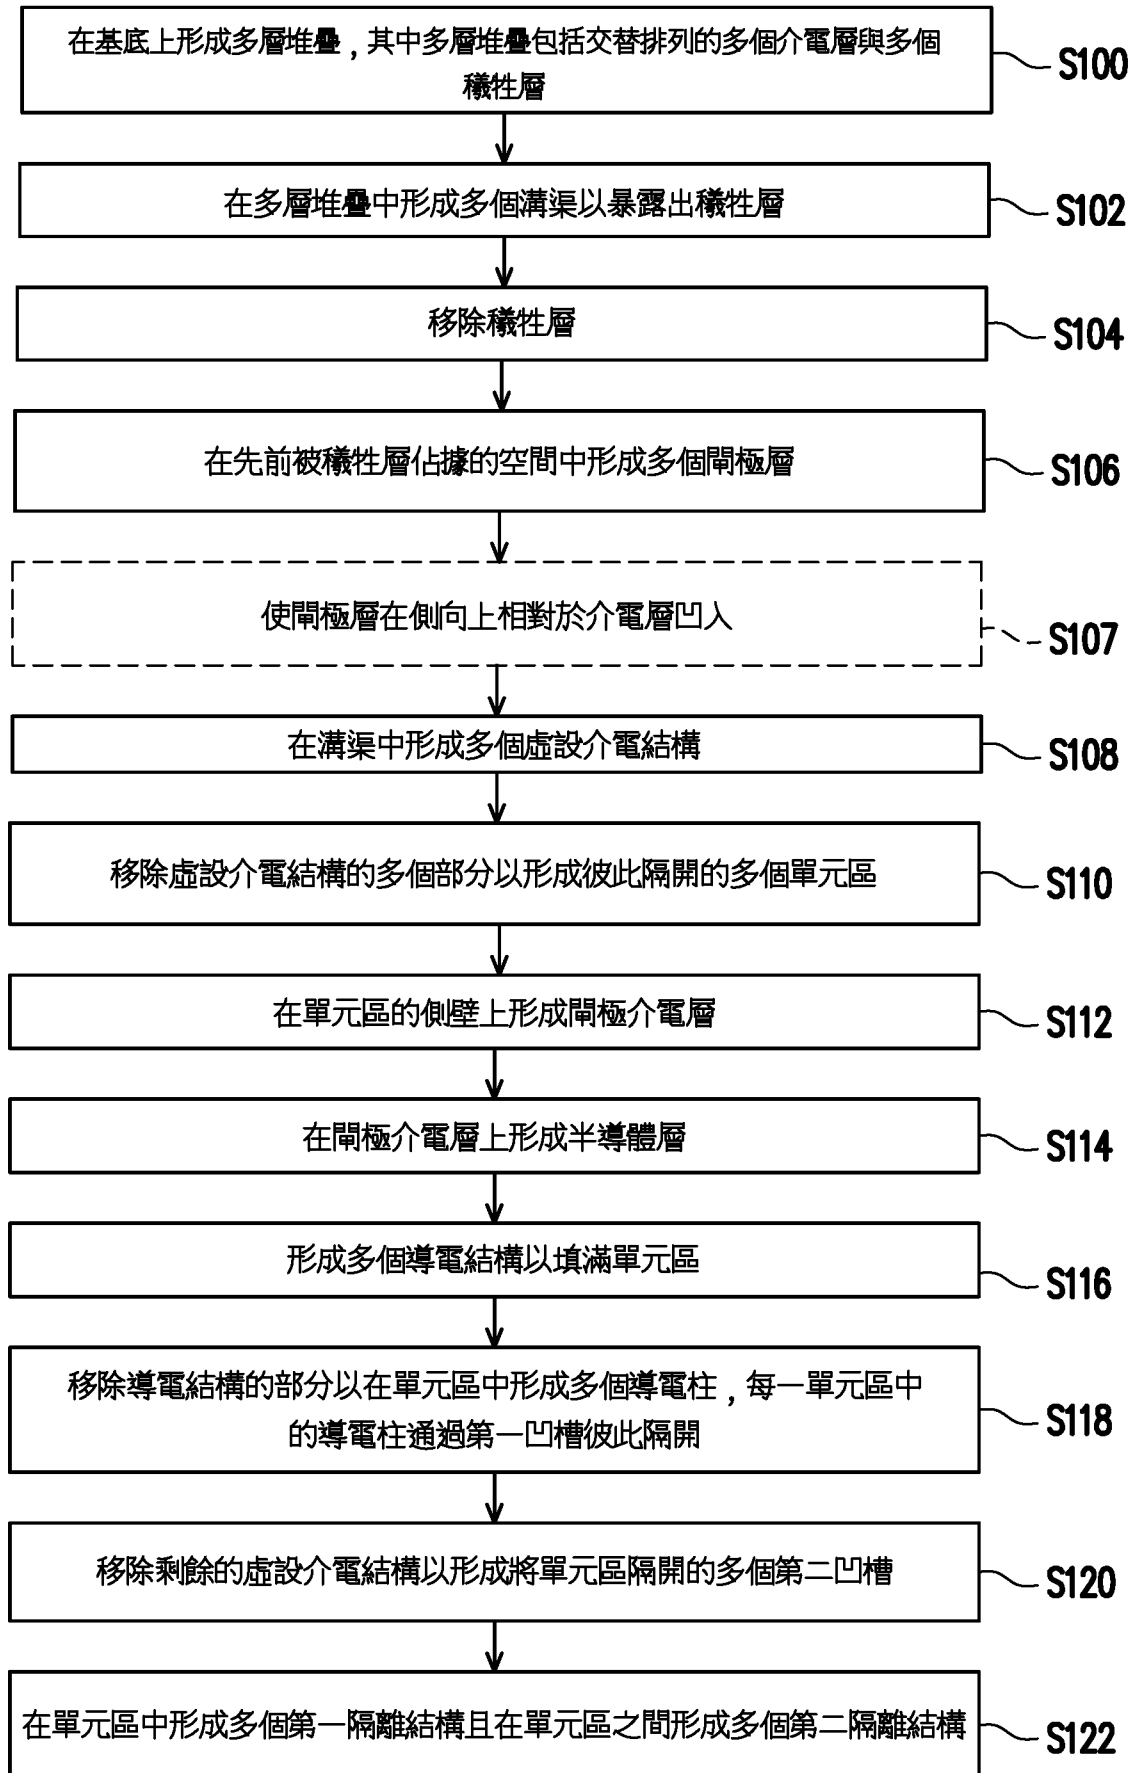 在基底上形成多層堆疊，其中多層堆疊包括交替排列的多個介電層與多個
犧牲層
S100
在多層堆疊中形成多個溝渠以暴露出犧牲層
S102
移除犧牲層
S104
在先前被犧牲層佔據的空間中形成多個閘極層
S106
使閘極層在側向上相對於介電層凹入
S107
在溝渠中形成多個虛設介電結構
S108
移除虛設介電結構的多個部分以形成彼此隔開的多個單元區
S110
在單元區的側壁上形成閘極介電層
S112
在閘極介電層上形成半導體層
S114
形成多個導電結構以填滿單元區
S116
移除導電結構的部分以在單元區中形成多個導電柱，每一單元區中
的導電柱通過第一凹槽彼此隔開
S118
移除剩餘的虛設介電結構以形成將單元區隔開的多個第二凹槽
S120
在單元區中形成多個第一隔離結構且在單元區之間形成多個第二隔離結構
S122